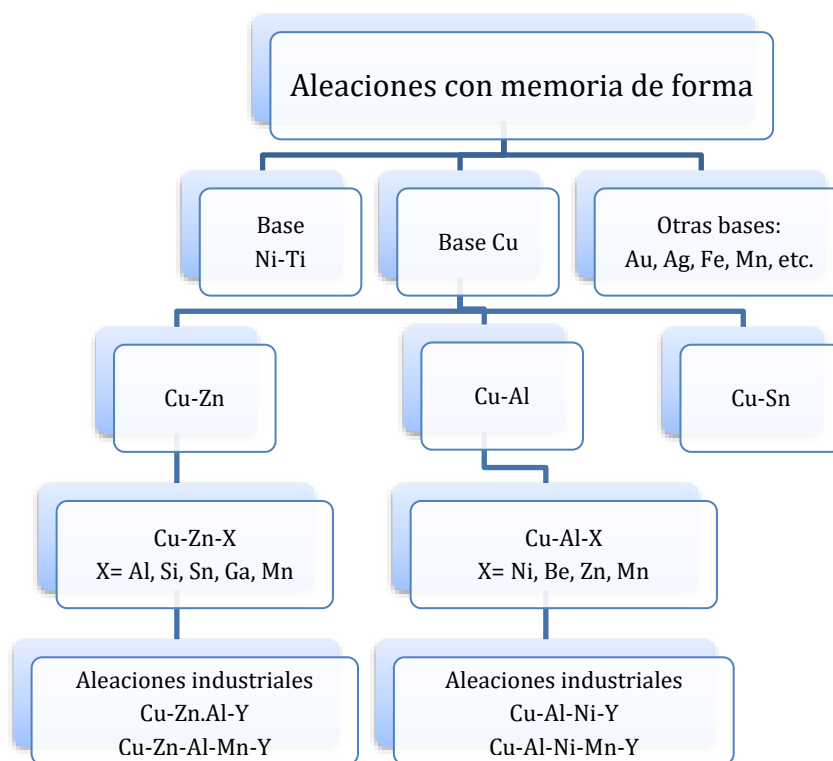 Aleaciones con memoria de forma
Base
Ni-Ti
Base Cu
Otras bases:
Au, Ag, Fe, Mn, etc.
Cu-Zn
Cu-Al
Cu-Sn
Cu-Zn-X
X= Al, Si, Sn, Ga, Mn
Cu-Al-X
X= Ni, Be, Zn, Mn
Aleaciones industriales
Cu-Zn.Al-Y
Cu-Zn-Al-Mn-Y
Aleaciones industriales
Cu-Al-Ni-Y
Cu-Al-Ni-Mn-Y